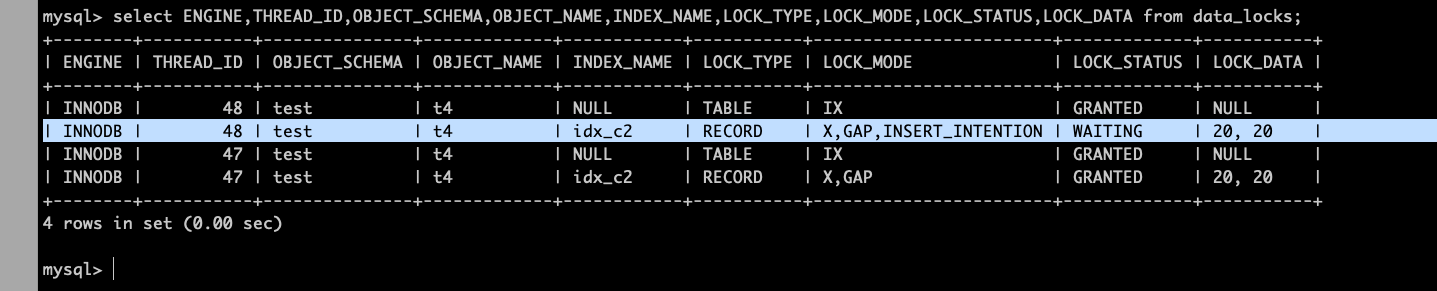 mysql> select ENGINE,THREAD_ID,OBJECT_SCHEMA,OBJECT_NAME,INDEX_NAME,LOCK_TYPE,LOCK_MODE,LOCK_STATUS,LOCK_DATA from data_locks;
+--------+-----------+---------------+-------------+------------+-----------+------------------------+-------------+-----------+
| ENGINE | THREAD_ID | OBJECT_SCHEMA | OBJECT_NAME | INDEX_NAME | LOCK_TYPE | LOCK_MODE              | LOCK_STATUS | LOCK_DATA |
+--------+-----------+---------------+-------------+------------+-----------+------------------------+-------------+-----------+
| INNODB |        48 | test          | t4          | NULL       | TABLE     | IX                     | GRANTED     | NULL      |
| INNODB |        48 | test          | t4          | idx_c2     | RECORD    | X,GAP,INSERT_INTENTION | WAITING     | 20, 20    |
| INNODB |        47 | test          | t4          | NULL       | TABLE     | IX                     | GRANTED     | NULL      |
| INNODB |        47 | test          | t4          | idx_c2     | RECORD    | X,GAP                  | GRANTED     | 20, 20    |
+--------+-----------+---------------+-------------+------------+-----------+------------------------+-------------+-----------+
4 rows in set (0.00 sec)
mysql>